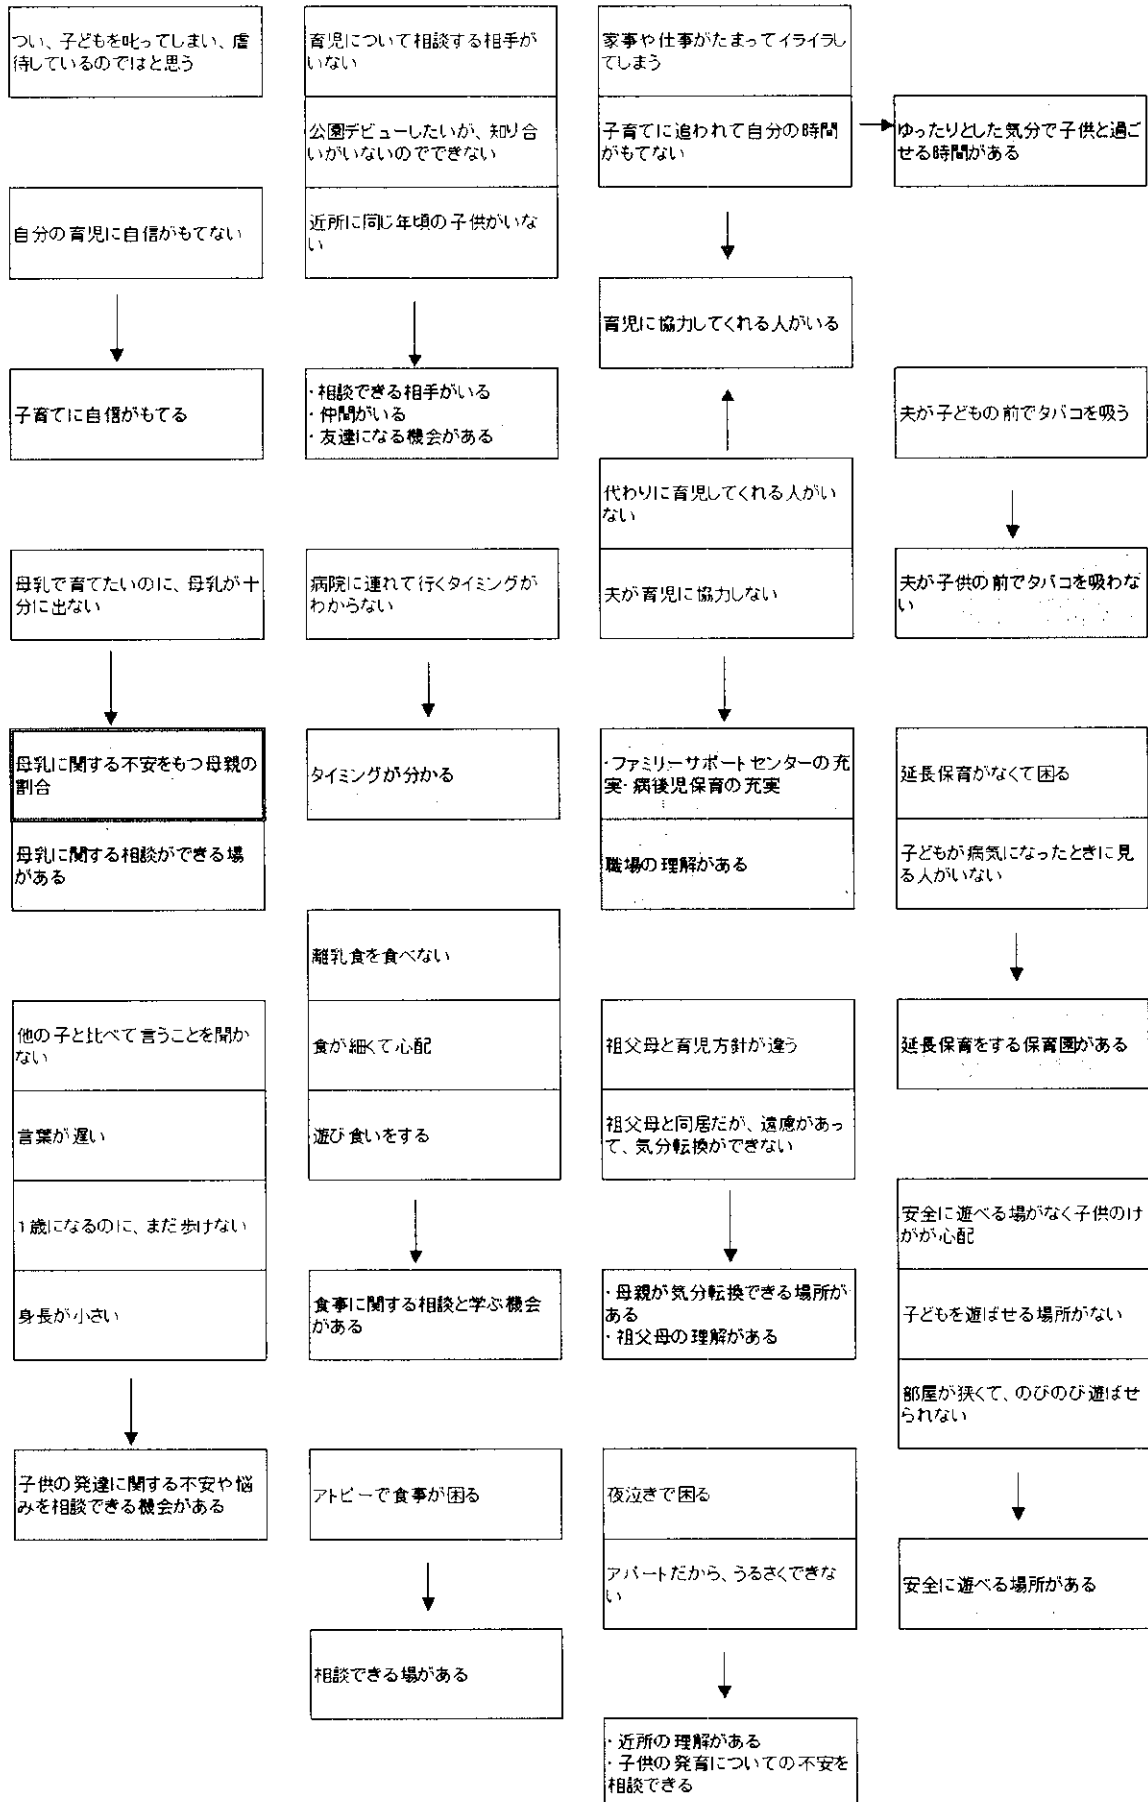 つい、子どもを叱ってしまい、虐
待しているのではと思う
自分の育児に自信がもてない
子育てに自信がもてる
母乳で育てたいのに、母乳が十
分に出ない
母乳に関する不安をもつ母親の
割合
母乳に関する相談ができる場
がある
他の子と比べて言うことを聞か
ない
言葉が遅い
1歳になるのに、まだ歩けない
身長が小さい
子供の発達に関する不安や悩
みを相談できる機会がある
育児について相談する相手が
いない
公園デビューしたいが、知り合
いがいないのでできない
近所に同じ年頃の子供がいな
い
・相談できる相手がいる
・仲間がいる
・友達になる機会がある
病院に連れて行くタイミングが
わからない
タイミングが分かる
離乳食を食べない
食が細くて心配
遊び食いをする
食事に関する相談と学ぶ機会
がある
アトピーで食事が困る
相談できる場がある
家事や仕事がたまってイライラし
てしまう
子育てに追われて自分の時間
がもてない
育児に協力してくれる人がいる
代わりに育児してくれる人がい
ない
夫が育児に協力しない
・ファミリーサポートセンターの充
実・病後児保育の充実
職場の理解がある
祖父母と育児方針が違う
祖父母と同居だが、遠慮があっ
て、気分転換ができない
・母親が気分転換できる場所が
ある
・祖父母の理解がある
夜泣きで困る
アパートだから、うるさくできな
い
・近所の理解がある
・子供の発育についての不安を
相談できる
ゆったりとした気分で子供と過ご
せる時間がある
夫が子どもの前でタバコを吸う
夫が子供の前でタバコを吸わな
い
延長保育がなくて困る
子どもが病気になったときに見
る人がいない
延長保育をする保育園がある
安全に遊べる場がなく子供のけ
がが心配
子どもを遊ばせる場所がない
部屋が狭くて、のびのび遊ばせ
られない
安全に遊べる場所がある